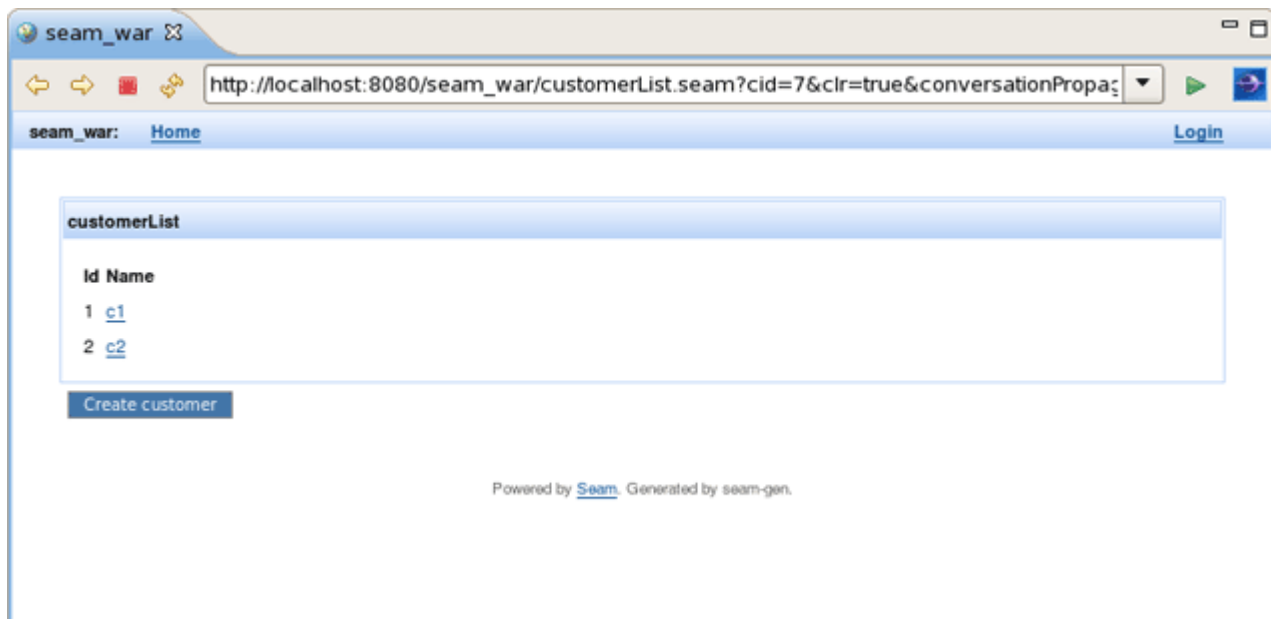 seam_war
http://localhost:8080/seam_war/customerList.seam?cid=7&clr=true&conversationPropag
seam_war: Home Login
customerList
Id Name
1 c1
2 c2
Create customer
Powered by Seam. Generated by seam-gen.